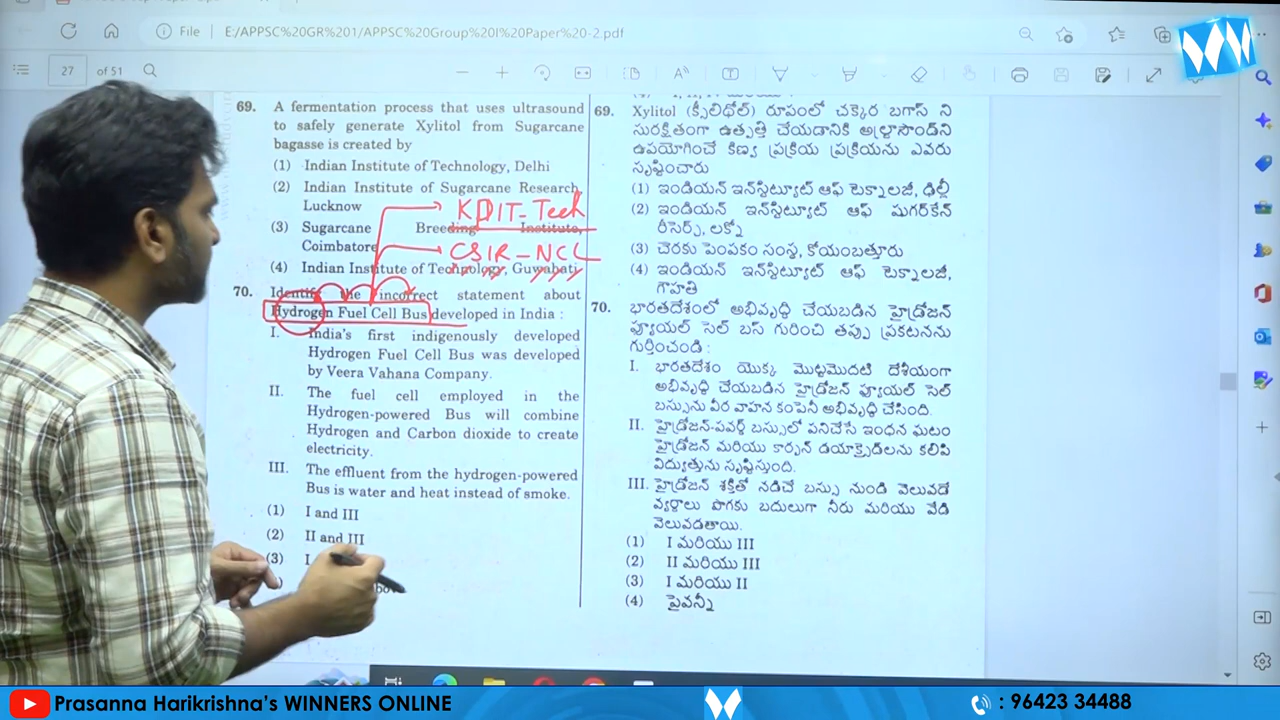 File
E:/APPSC%20GR%201/APPSC%20Group%20I%20Paper%20-2.pdf
27 of 51
69. A fermentation process that uses ultrasound
to safely generate Xylitol from Sugarcane
bagasse is created by
(1) Indian Institute of Technology, Delhi
(2) Indian Institute of Sugarcane Research,
Lucknow
KPIT-Tech
(3) Sugarcane Breeding Institute,
Coimbatore
CSIR-NCL
(4) Indian Institute of Technology, Guwahati
70. Identify the incorrect statement about
Hydrogen Fuel Cell Bus developed in India :
I. India's first indigenously developed
Hydrogen Fuel Cell Bus was developed
by Veera Vahana Company.
II. The fuel cell employed in the
Hydrogen-powered Bus will combine
Hydrogen and Carbon dioxide to create
electricity.
III. The effluent from the hydrogen-powered
Bus is water and heat instead of smoke.
(1) I and III
(2) II and III
(3) I
69. Xylitol (క్సిలిథోల్) రూపంలో చక్కెర బగాస్ ని
సురక్షితంగా ఉత్పత్తి చేయడానికి అల్ట్రాసౌండ్‌ని
ఉపయోగించే కిణ్వ ప్రక్రియ ప్రక్రియను ఎవరు
సృష్టించారు
(1) ఇండియన్ ఇన్‌స్టిట్యూట్ ఆఫ్ టెక్నాలజీ, ఢిల్లీ
(2) ఇండియన్ ఇన్‌స్టిట్యూట్ ఆఫ్ షుగర్‌కేన్
రీసెర్చ్, లక్నో
(3) చెరకు పెంపకం సంస్థ, కోయంబత్తూరు
(4) ఇండియన్ ఇన్‌స్టిట్యూట్ ఆఫ్ టెక్నాలజీ,
గౌహతి
70. భారతదేశంలో అభివృద్ధి చేయబడిన హైడ్రోజన్
ఫ్యూయల్ సెల్ బస్ గురించి తప్పు ప్రకటనను
గుర్తించండి :
I. భారతదేశం యొక్క మొట్టమొదటి దేశీయంగా
అభివృద్ధి చేయబడిన హైడ్రోజన్ ఫ్యూయల్ సెల్
బస్సును వీర వాహన కంపెనీ అభివృద్ధి చేసింది.
II. హైడ్రోజన్-పవర్డ్ బస్సులో పనిచేసే ఇంధన ఘటం
హైడ్రోజన్ మరియు కార్బన్ డయాక్సైడ్‌లను కలిపి
విద్యుత్తును సృష్టిస్తుంది.
III. హైడ్రోజన్ శక్తితో నడిచే బస్సు నుండి వెలువడే
వ్యర్థాలు పొగకు బదులుగా నీరు మరియు వేడి
వెలువడతాయి.
(1) I మరియు III
(2) II మరియు III
(3) I మరియు II
(4) పైవన్నీ
Prasanna Harikrishna's WINNERS ONLINE
: 96423 34488